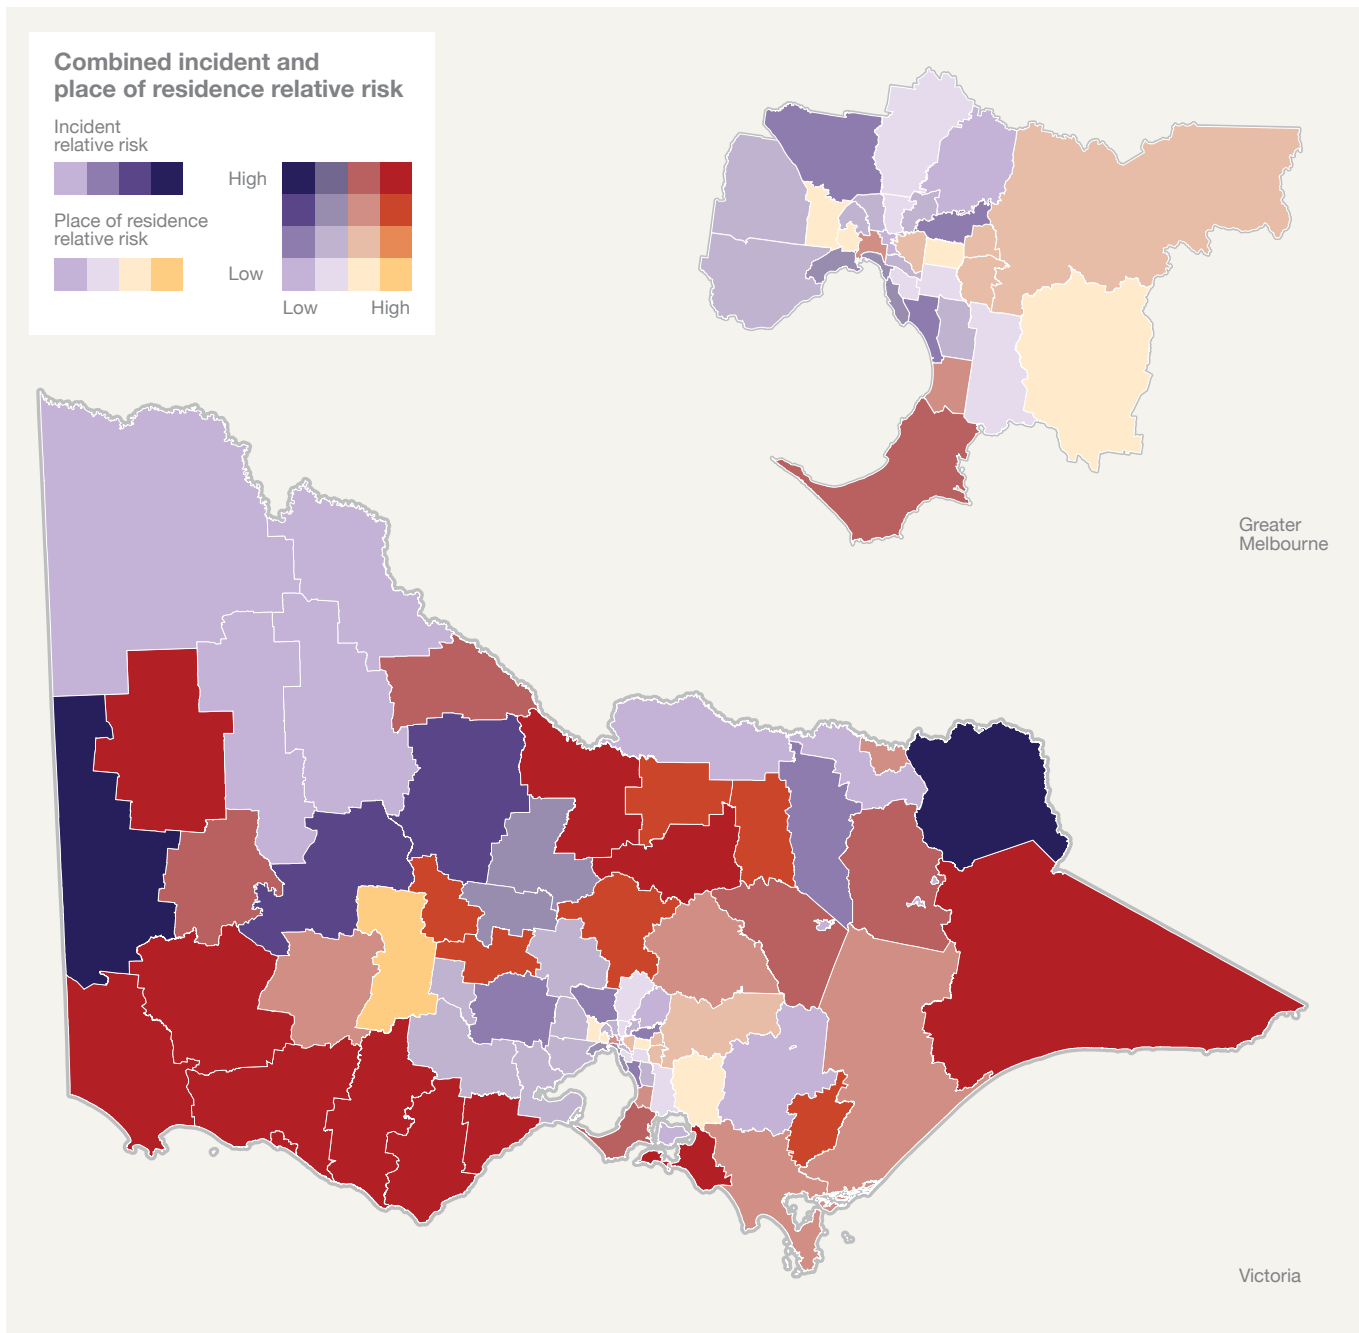 Combined incident and
place of residence relative risk
Incident
relative risk
Place of residence
relative risk
High
Low
Low
High
Greater
Melbourne
Victoria